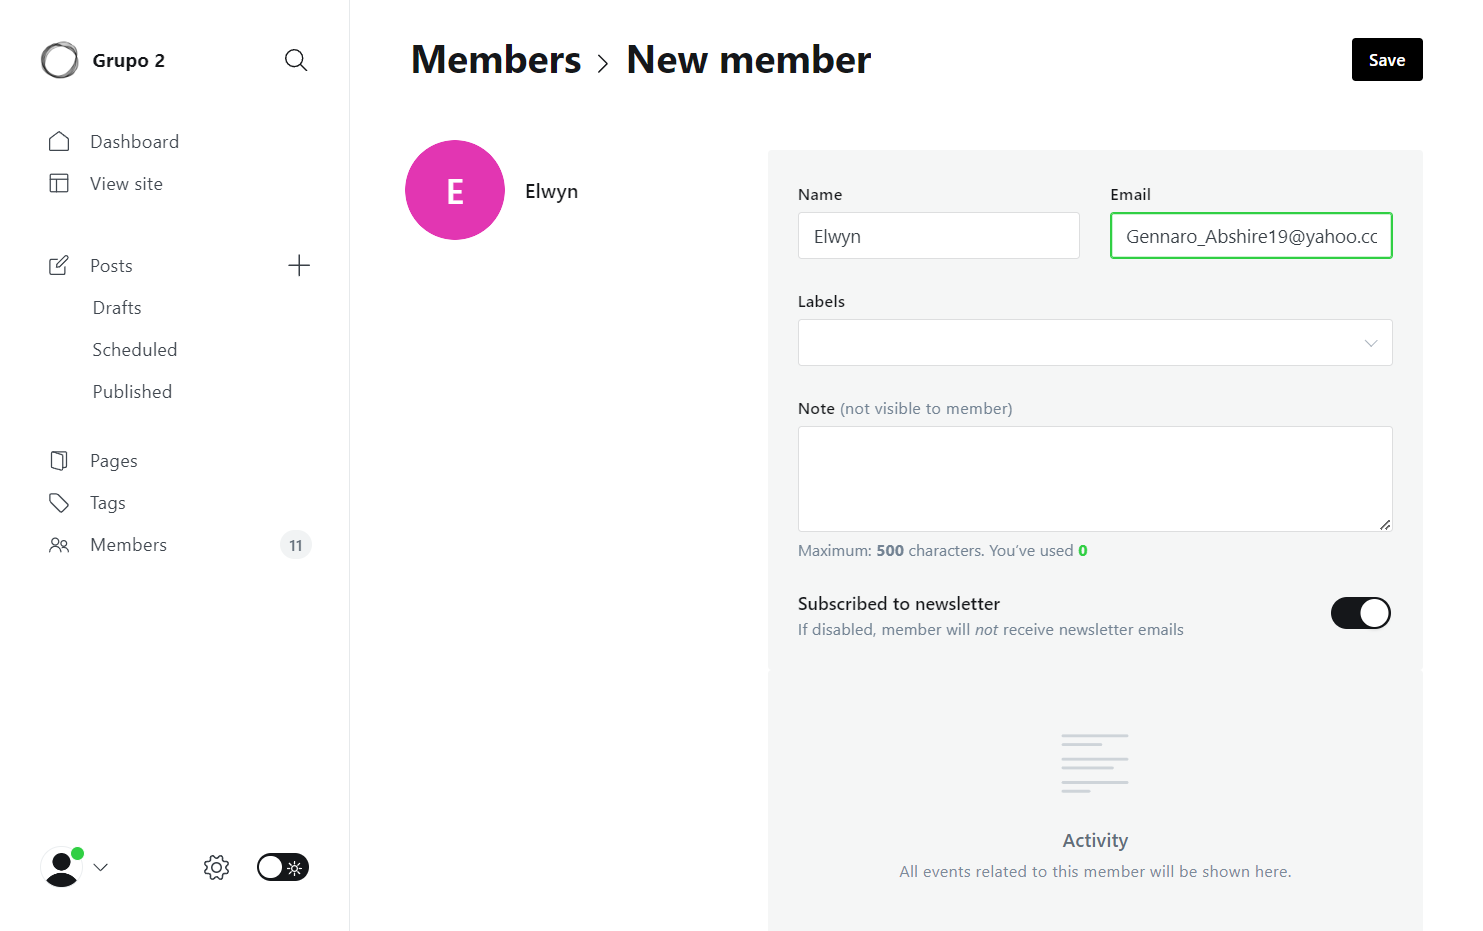 Grupo 2
Members > New member
Save
Dashboard
View site
E
Elwyn
Name
Email
Elwyn
Gennaro_Abshire19@yahoo.cc
Labels
Posts
Drafts
Scheduled
Published
Note (not visible to member)
Maximum: 500 characters. You've used 0
Pages
Tags
Members
11
Subscribed to newsletter
If disabled, member will not receive newsletter emails
Activity
All events related to this member will be shown here.